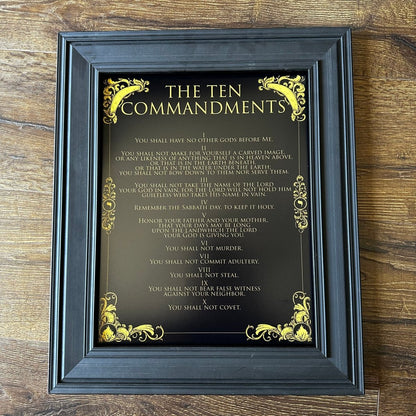 THE TEN
COMMANDMENTS
I
YOU SHALL HAVE NO OTHER GODS BEFORE ME.
II
YOU SHALL NOT MAKE FOR YOURSELF A CARVED IMAGE,
OR ANY LIKENESS OF ANYTHING THAT IS IN HEAVEN ABOVE,
OR THAT IS IN THE EARTH BENEATH,
OR THAT IS IN THE WATER UNDER THE EARTH.
YOU SHALL NOT BOW DOWN TO THEM NOR SERVE THEM.
III
YOU SHALL NOT TAKE THE NAME OF THE LORD
YOUR GOD IN VAIN, FOR THE LORD WILL NOT HOLD HIM
GUILTLESS WHO TAKES HIS NAME IN VAIN.
IV
REMEMBER THE SABBATH DAY, TO KEEP IT HOLY.
V
HONOR YOUR FATHER AND YOUR MOTHER,
THAT YOUR DAYS MAY BE LONG
UPON THE LANDWHICH THE LORD
YOUR GOD IS GIVING YOU.
VI
YOU SHALL NOT MURDER.
VII
YOU SHALL NOT COMMIT ADULTERY.
VIII
YOU SHALL NOT STEAL.
IX
YOU SHALL NOT BEAR FALSE WITNESS
AGAINST YOUR NEIGHBOR.
X
YOU SHALL NOT COVET.